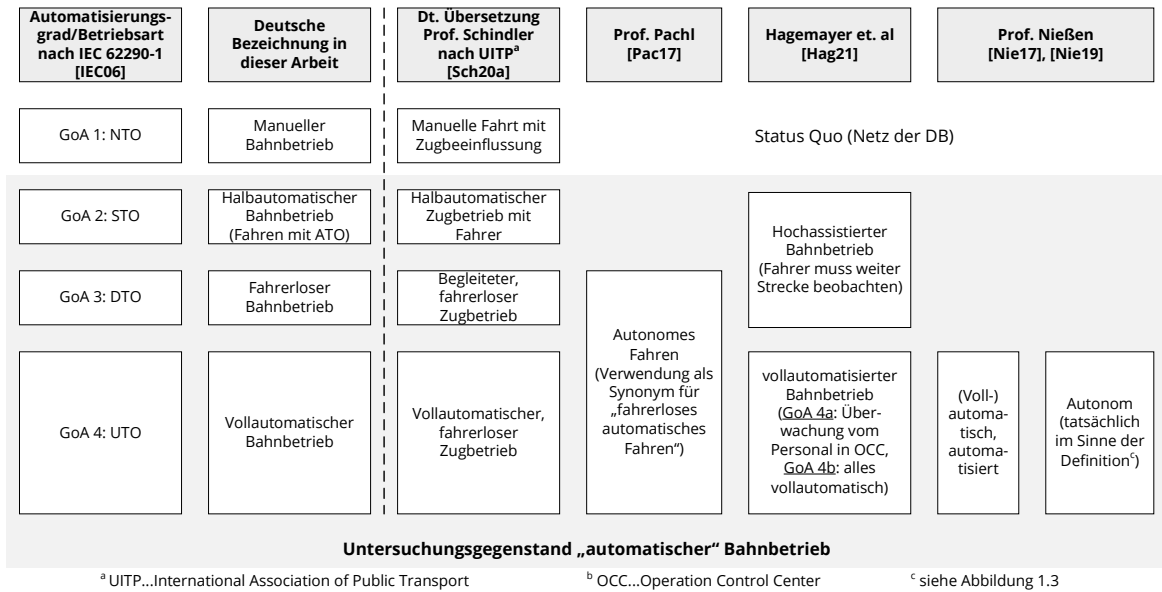 Automatisierungs-
grad/Betriebsart
nach IEC 62290-1
[IEC06]
Deutsche
Bezeichnung in
dieser Arbeit
Dt. Übersetzung
Prof. Schindler
nach UITPᵃ
[Sch20a]
Prof. Pachl
[Pac17]
Hagemayer et. al
[Hag21]
Prof. Nießen
[Nie17], [Nie19]
GoA 1: NTO
Manueller
Bahnbetrieb
Manuelle Fahrt mit
Zugbeeinflussung
Status Quo (Netz der DB)
GoA 2: STO
Halbautomatischer
Bahnbetrieb
(Fahren mit ATO)
Halbautomatischer
Zugbetrieb mit
Fahrer
Hochassistierter
Bahnbetrieb
(Fahrer muss weiter
Strecke beobachten)
GoA 3: DTO
Fahrerloser
Bahnbetrieb
Begleiteter,
fahrerloser
Zugbetrieb
Autonomes
Fahren
(Verwendung als
Synonym für
„fahrerloses
automatisches
Fahren“)
GoA 4: UTO
Vollautomatischer
Bahnbetrieb
Vollautomatischer,
fahrerloser
Zugbetrieb
vollautomatisierter
Bahnbetrieb
(GoA 4a: Über-
wachung vom
Personal in OCC,
GoA 4b: alles
vollautomatisch)
(Voll-)
automa-
tisch,
automa-
tisiert
Autonom
(tatsächlich
im Sinne der
Definitionᶜ)
Untersuchungsgegenstand „automatischer“ Bahnbetrieb
ᵃ UITP...International Association of Public Transport
ᵇ OCC...Operation Control Center
ᶜ siehe Abbildung 1.3